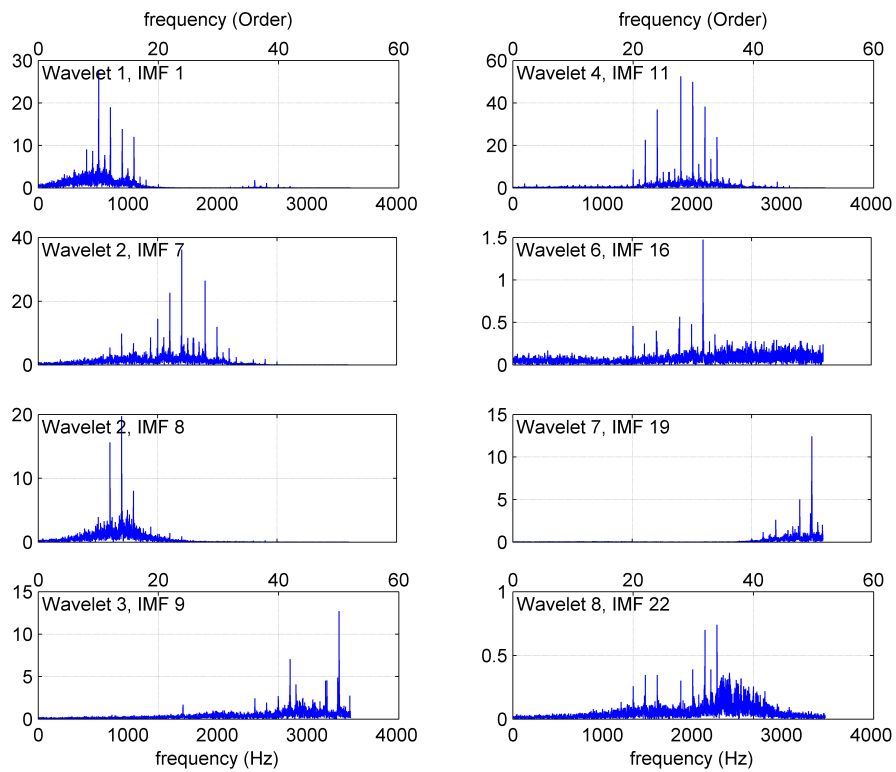 frequency (Order)
0 20 40 60
30
20
10
0
Wavelet 1, IMF 1
0 1000 2000 3000 4000
40
20
0
Wavelet 2, IMF 7
20
10
0
Wavelet 2, IMF 8
0 20 40 60
15
10
5
0
Wavelet 3, IMF 9
0 1000 2000 3000 4000
frequency (Hz)
frequency (Order)
0 20 40 60
60
40
20
0
Wavelet 4, IMF 11
0 1000 2000 3000 4000
1.5
1
0.5
0
Wavelet 6, IMF 16
15
10
5
0
Wavelet 7, IMF 19
0 20 40 60
1
0.5
0
Wavelet 8, IMF 22
0 1000 2000 3000 4000
frequency (Hz)